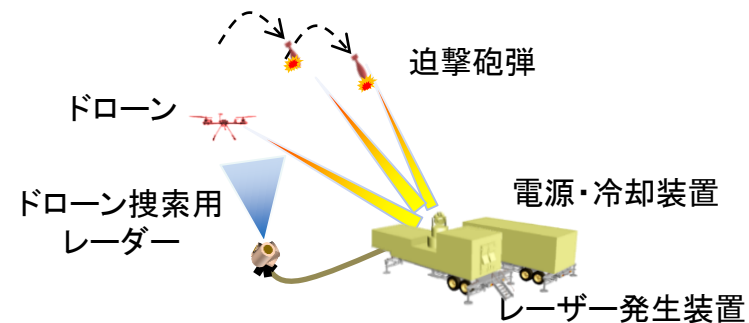 迫撃砲弾
ドローン
ドローン捜索用
レーダー
電源・冷却装置
レーザー発生装置